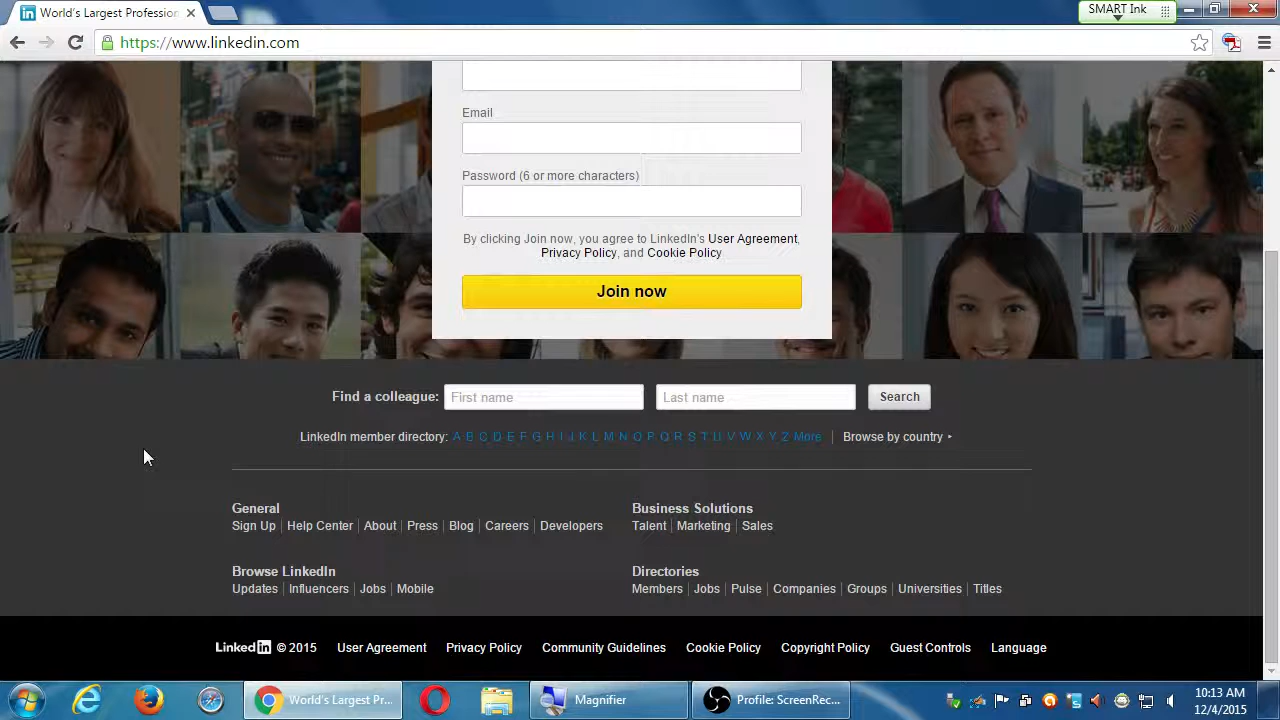 World's Largest Profession
SMART Ink
https://www.linkedin.com
Email
Password (6 or more characters)
By clicking Join now, you agree to LinkedIn's User Agreement,
Privacy Policy, and Cookie Policy
Join now
Find a colleague: First name Last name Search
LinkedIn member directory: A B C D E F G H I J K L M N O P Q R S T U V W X Y Z More Browse by country
General
Sign Up Help Center About Press Blog Careers Developers
Business Solutions
Talent Marketing Sales
Browse LinkedIn
Updates Influencers Jobs Mobile
Directories
Members Jobs Pulse Companies Groups Universities Titles
LinkedIn © 2015 User Agreement Privacy Policy Community Guidelines Cookie Policy Copyright Policy Guest Controls Language
World's Largest Pr... Magnifier Profile: ScreenRec...
10:13 AM
12/4/2015